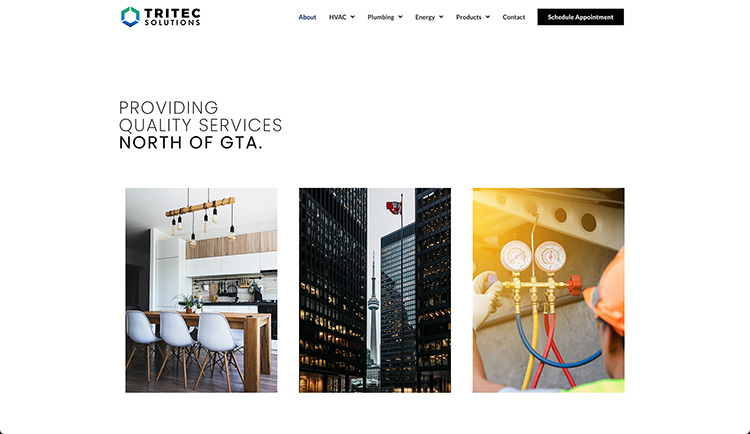 TRITEC
SOLUTIONS
About HVAC Plumbing Energy Products Contact Schedule Appointment
PROVIDING
QUALITY SERVICES
NORTH OF GTA.